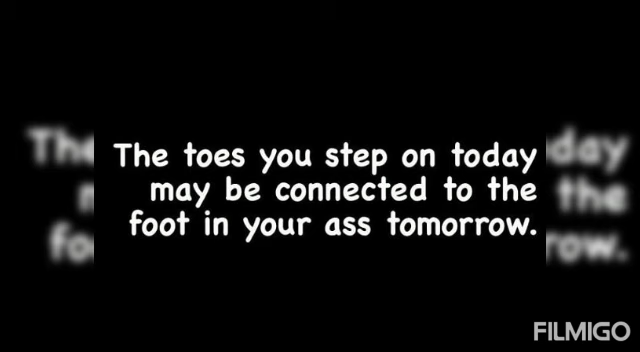 The toes you step on today
may be connected to the
foot in your ass tomorrow.
FILMIGO